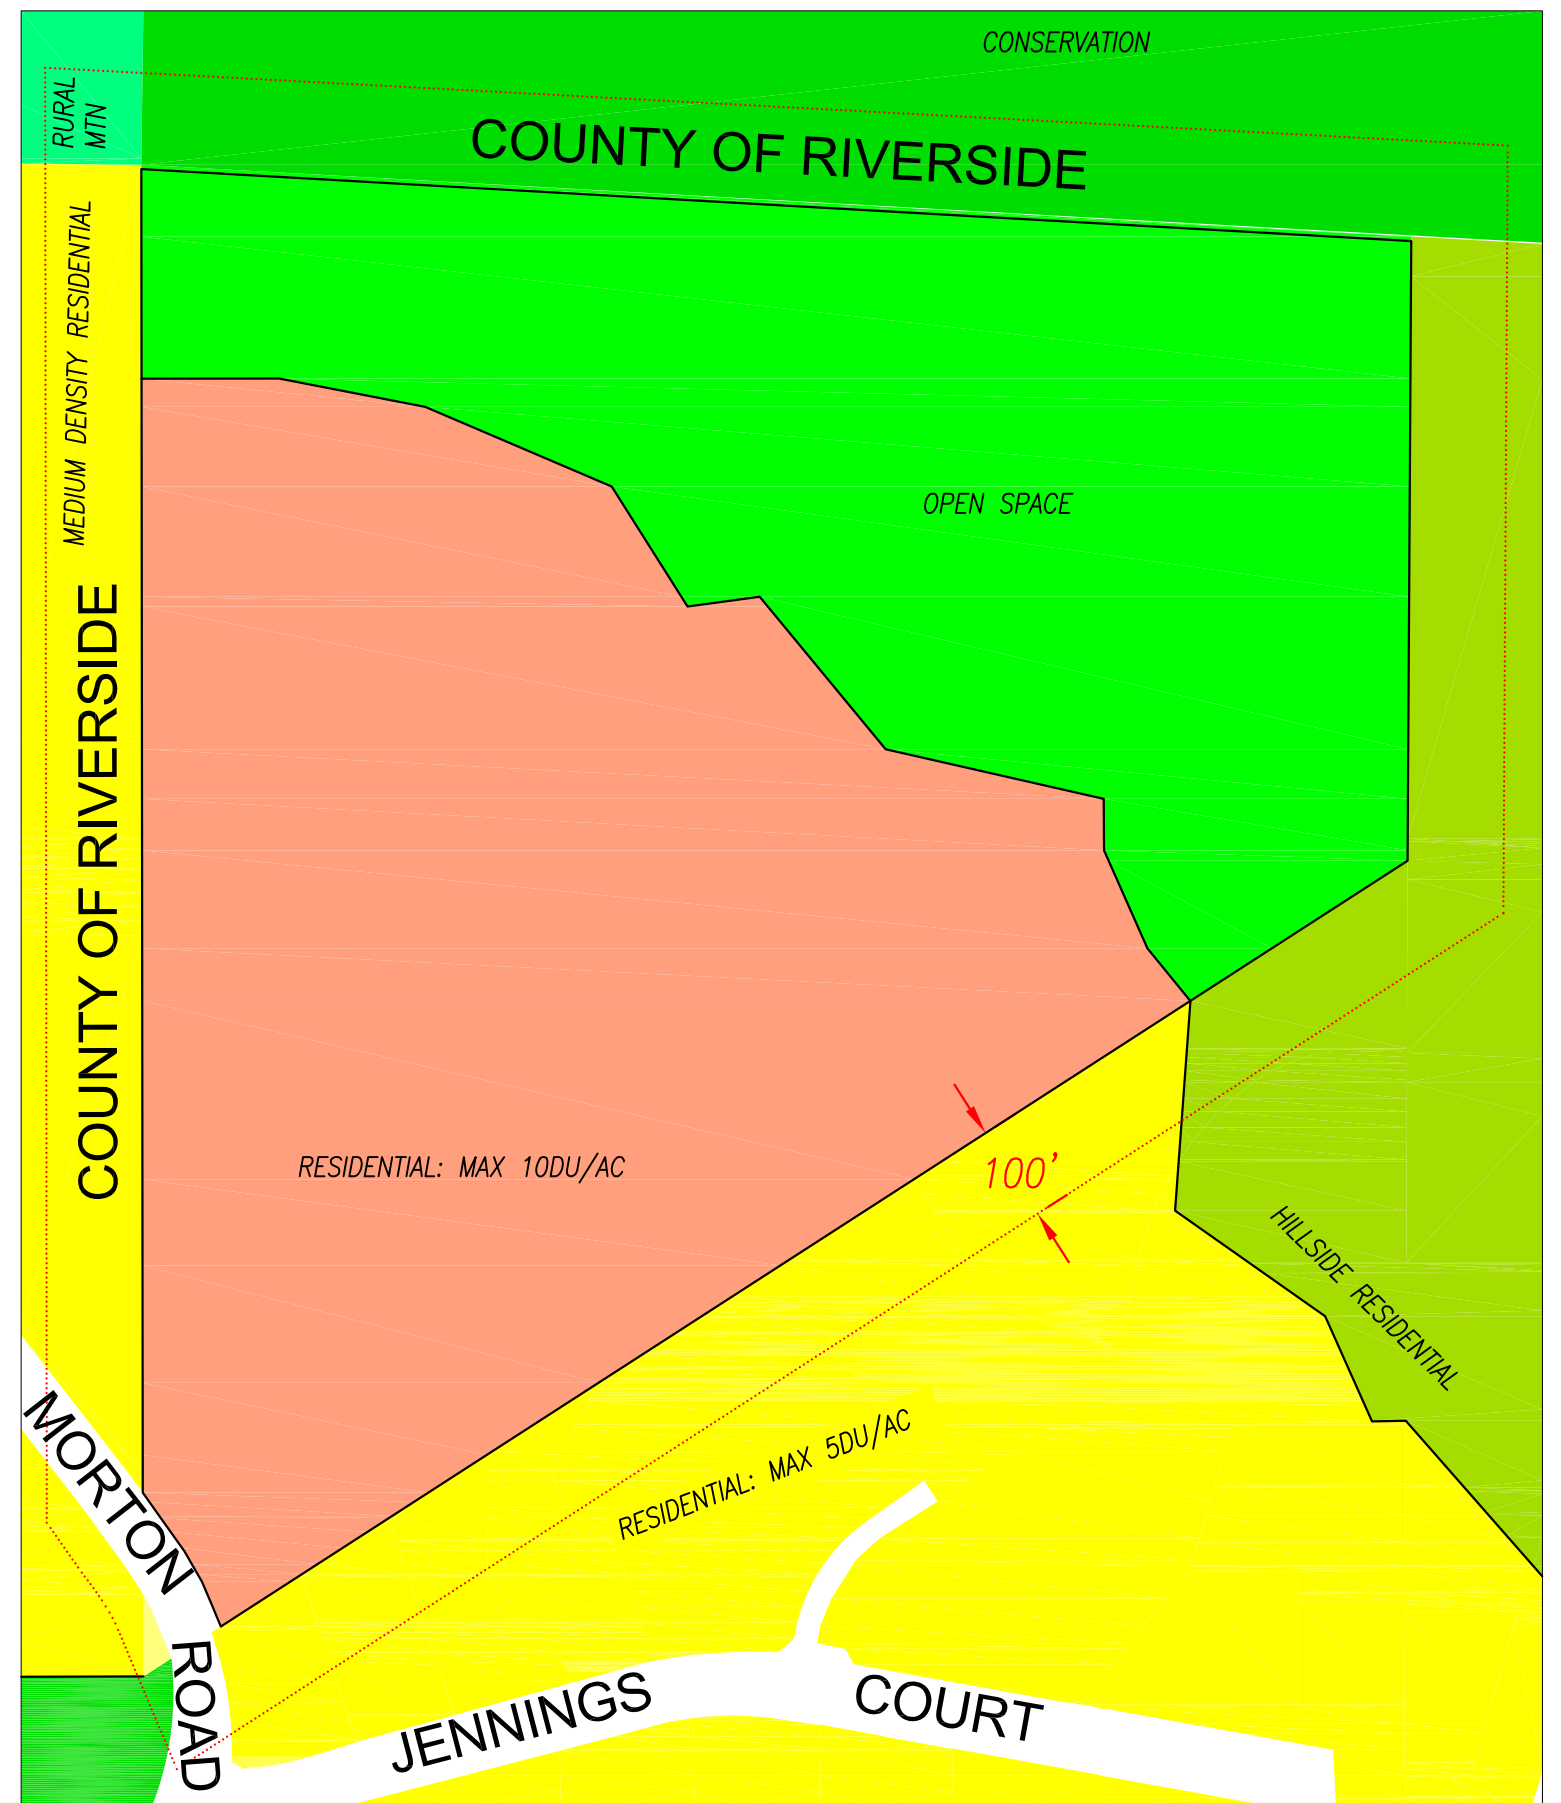 CONSERVATION
RURAL
MTN
COUNTY OF RIVERSIDE
MEDIUM DENSITY RESIDENTIAL
OPEN SPACE
COUNTY OF RIVERSIDE
RESIDENTIAL: MAX 10DU/AC
100'
HILLSIDE RESIDENTIAL
RESIDENTIAL: MAX 5DU/AC
MORTON
ROAD
JENNINGS
COURT